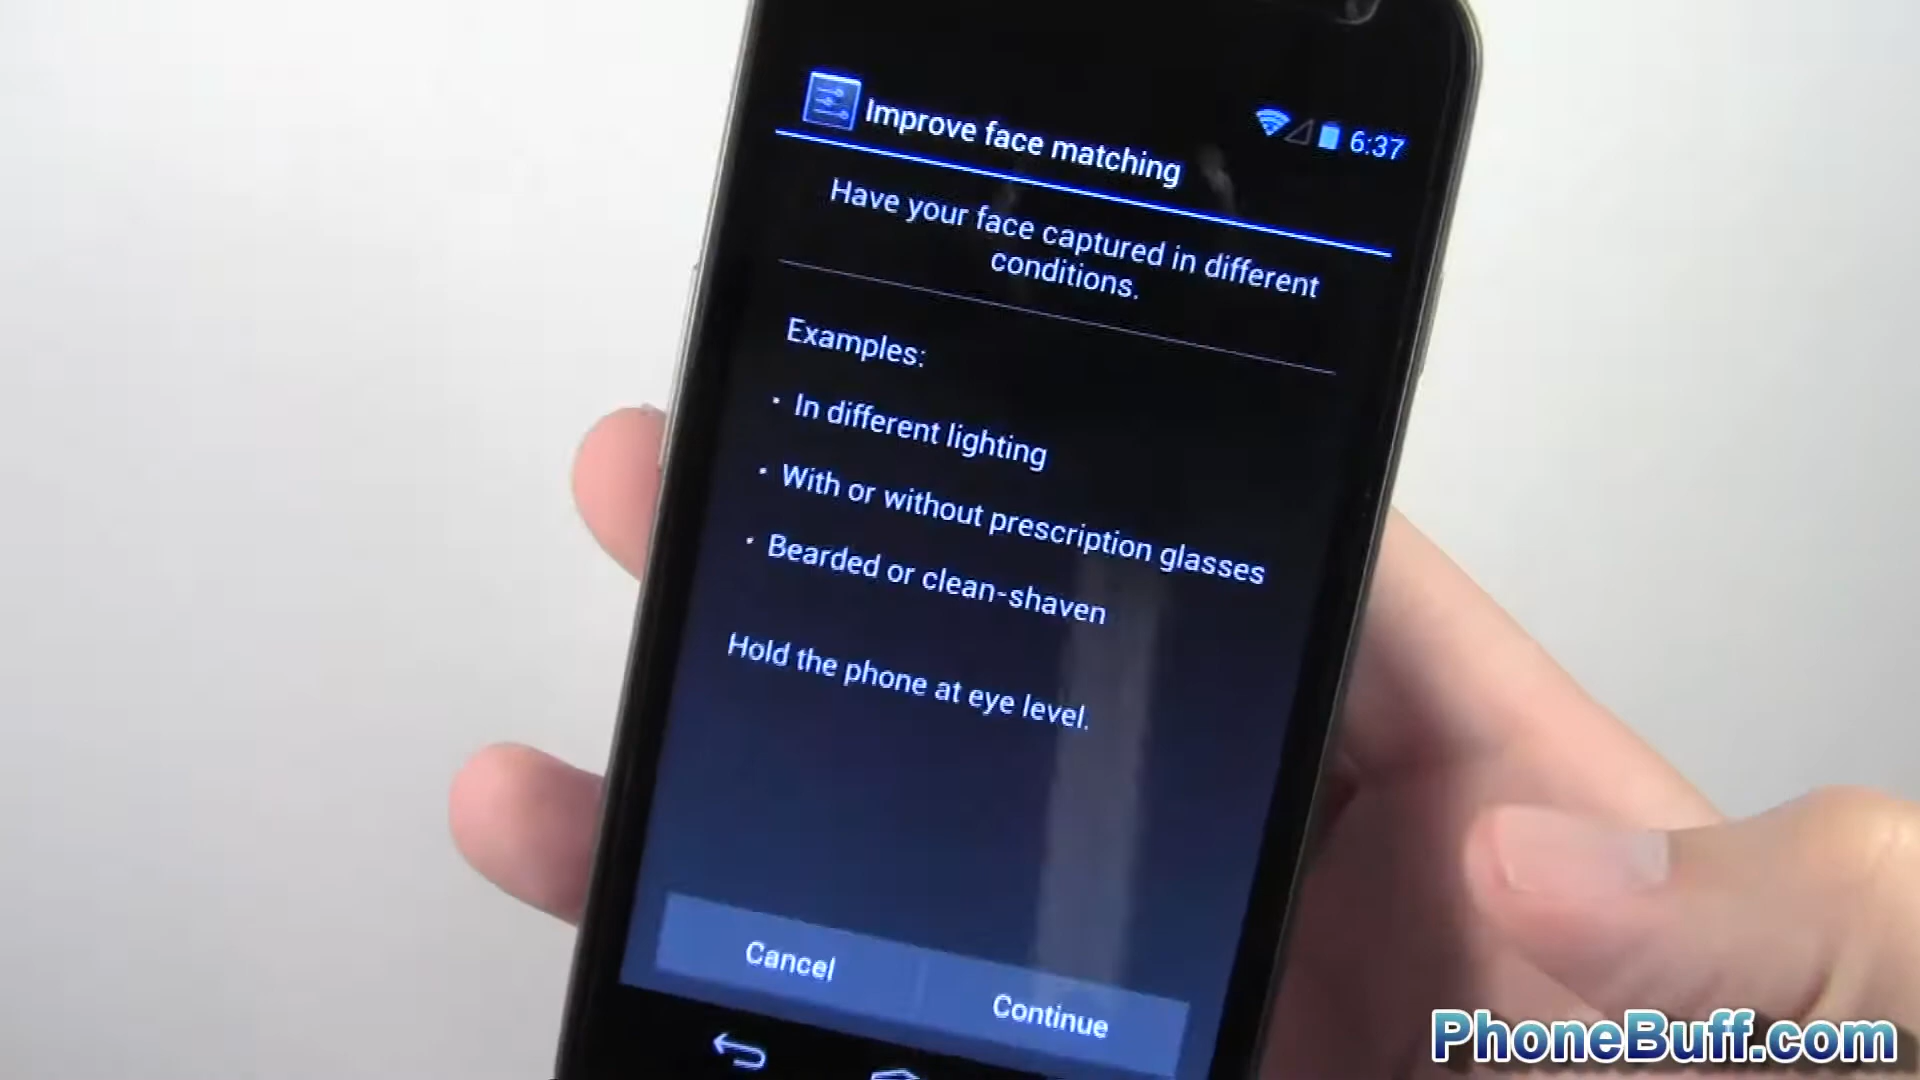 Improve face matching
6:37
Have your face captured in different
conditions.
Examples:
· In different lighting
· With or without prescription glasses
· Bearded or clean-shaven
Hold the phone at eye level.
Cancel
Continue
PhoneBuff.com